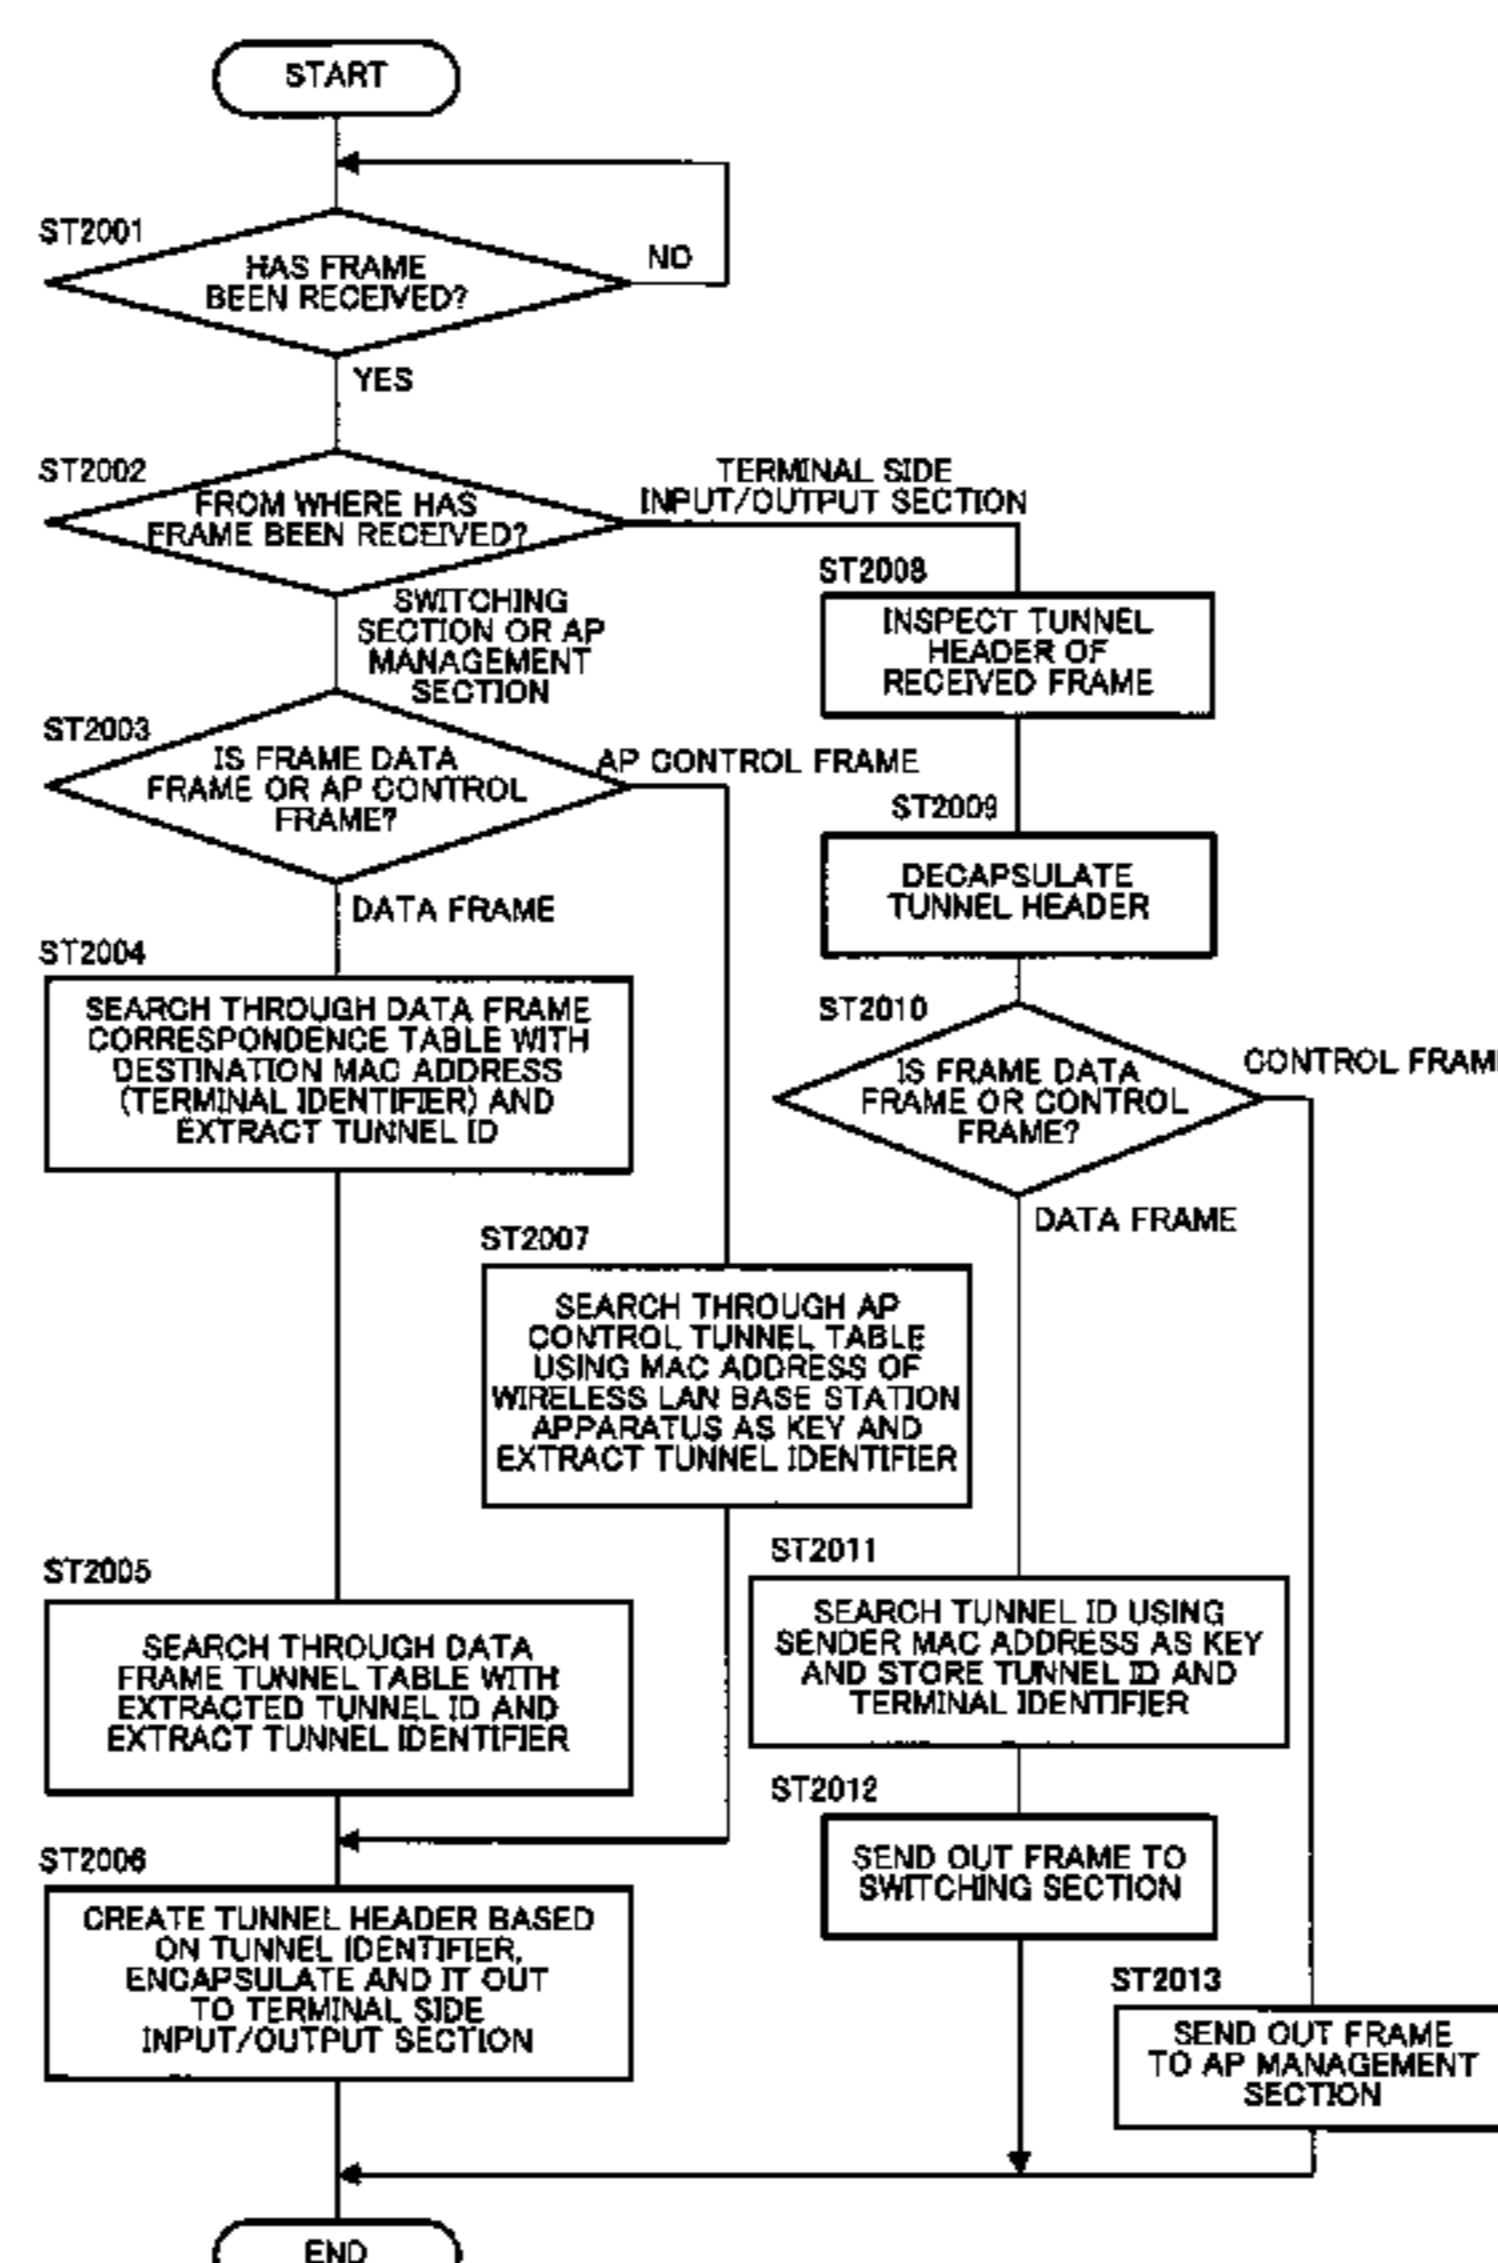 START
ST2001
HAS FRAME
BEEN RECEIVED?
NO
YES
ST2002
FROM WHERE HAS
FRAME BEEN RECEIVED?
TERMINAL SIDE
INPUT/OUTPUT SECTION
SWITCHING
SECTION OR AP
MANAGEMENT
SECTION
ST2003
IS FRAME DATA
FRAME OR AP CONTROL
FRAME?
AP CONTROL FRAME
DATA FRAME
ST2004
SEARCH THROUGH DATA FRAME
CORRESPONDENCE TABLE WITH
DESTINATION MAC ADDRESS
(TERMINAL IDENTIFIER) AND
EXTRACT TUNNEL ID
ST2007
SEARCH THROUGH AP
CONTROL TUNNEL TABLE
USING MAC ADDRESS OF
WIRELESS LAN BASE STATION
APPARATUS AS KEY AND
EXTRACT TUNNEL IDENTIFIER
ST2005
SEARCH THROUGH DATA
FRAME TUNNEL TABLE WITH
EXTRACTED TUNNEL ID AND
EXTRACT TUNNEL IDENTIFIER
ST2006
CREATE TUNNEL HEADER BASED
ON TUNNEL IDENTIFIER,
ENCAPSULATE AND IT OUT
TO TERMINAL SIDE
INPUT/OUTPUT SECTION
ST2008
INSPECT TUNNEL
HEADER OF
RECEIVED FRAME
ST2009
DECAPSULATE
TUNNEL HEADER
ST2010
IS FRAME DATA
FRAME OR CONTROL
FRAME?
CONTROL FRAME
DATA FRAME
ST2011
SEARCH TUNNEL ID USING
SENDER MAC ADDRESS AS KEY
AND STORE TUNNEL ID AND
TERMINAL IDENTIFIER
ST2012
SEND OUT FRAME TO
SWITCHING SECTION
ST2013
SEND OUT FRAME
TO AP MANAGEMENT
SECTION
END